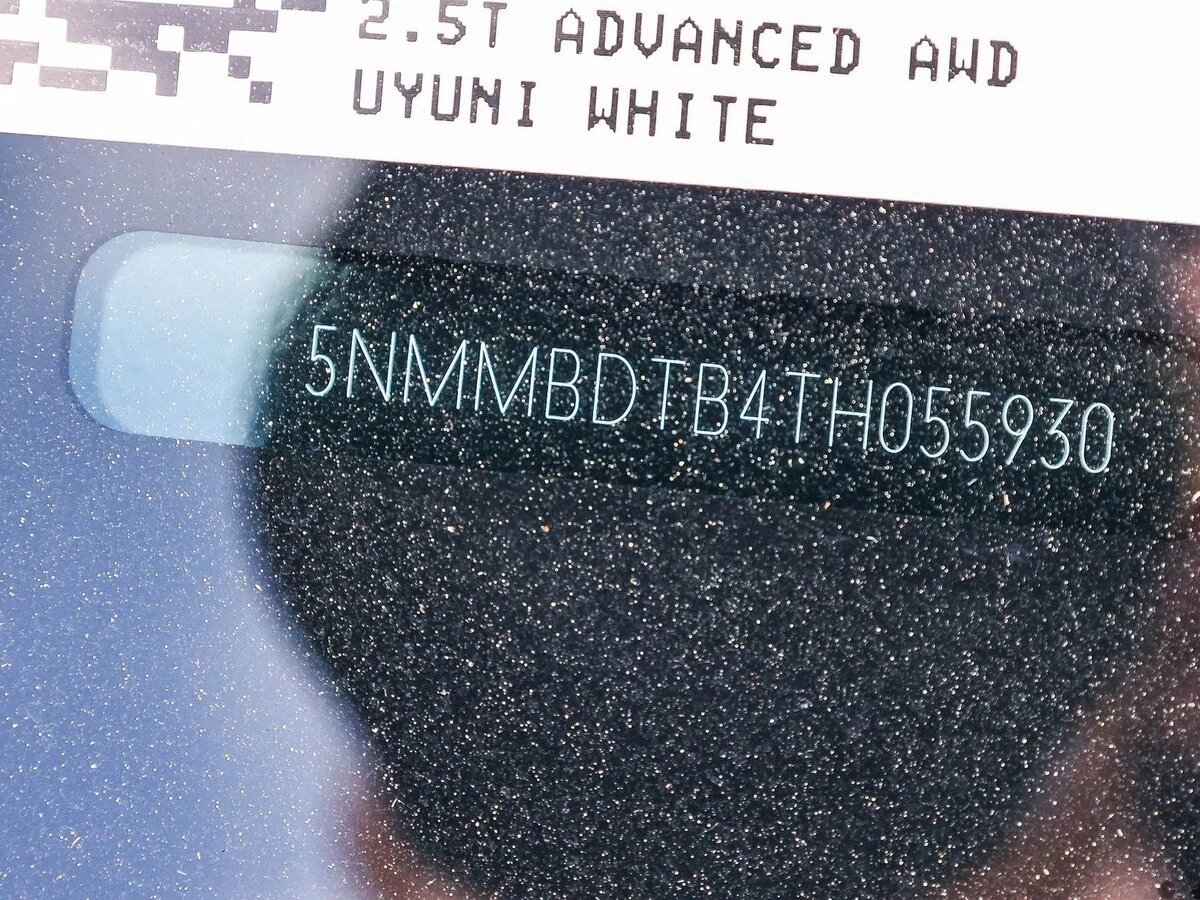 2.5T ADVANCED AWD
UYUNI WHITE
5NMMBDTB4TH055930